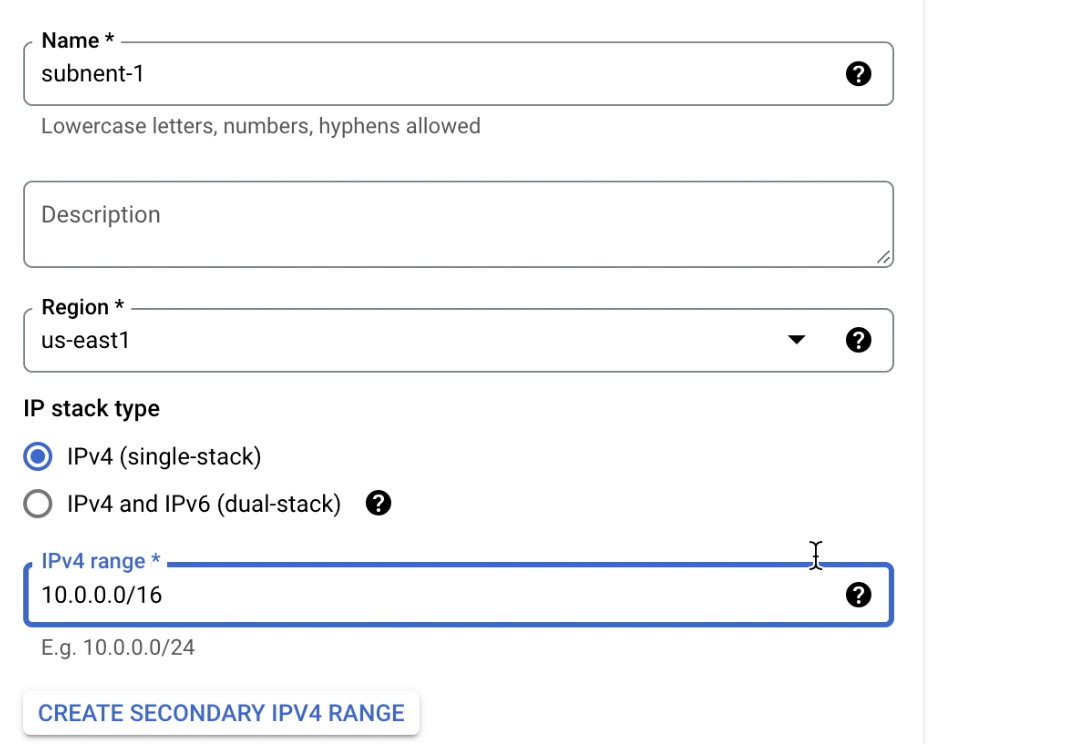 Name *
subnent-1
Lowercase letters, numbers, hyphens allowed
Description
Region *
us-east1
IP stack type
IPv4 (single-stack)
IPv4 and IPv6 (dual-stack)
IPv4 range *
10.0.0.0/16
E.g. 10.0.0.0/24
CREATE SECONDARY IPV4 RANGE